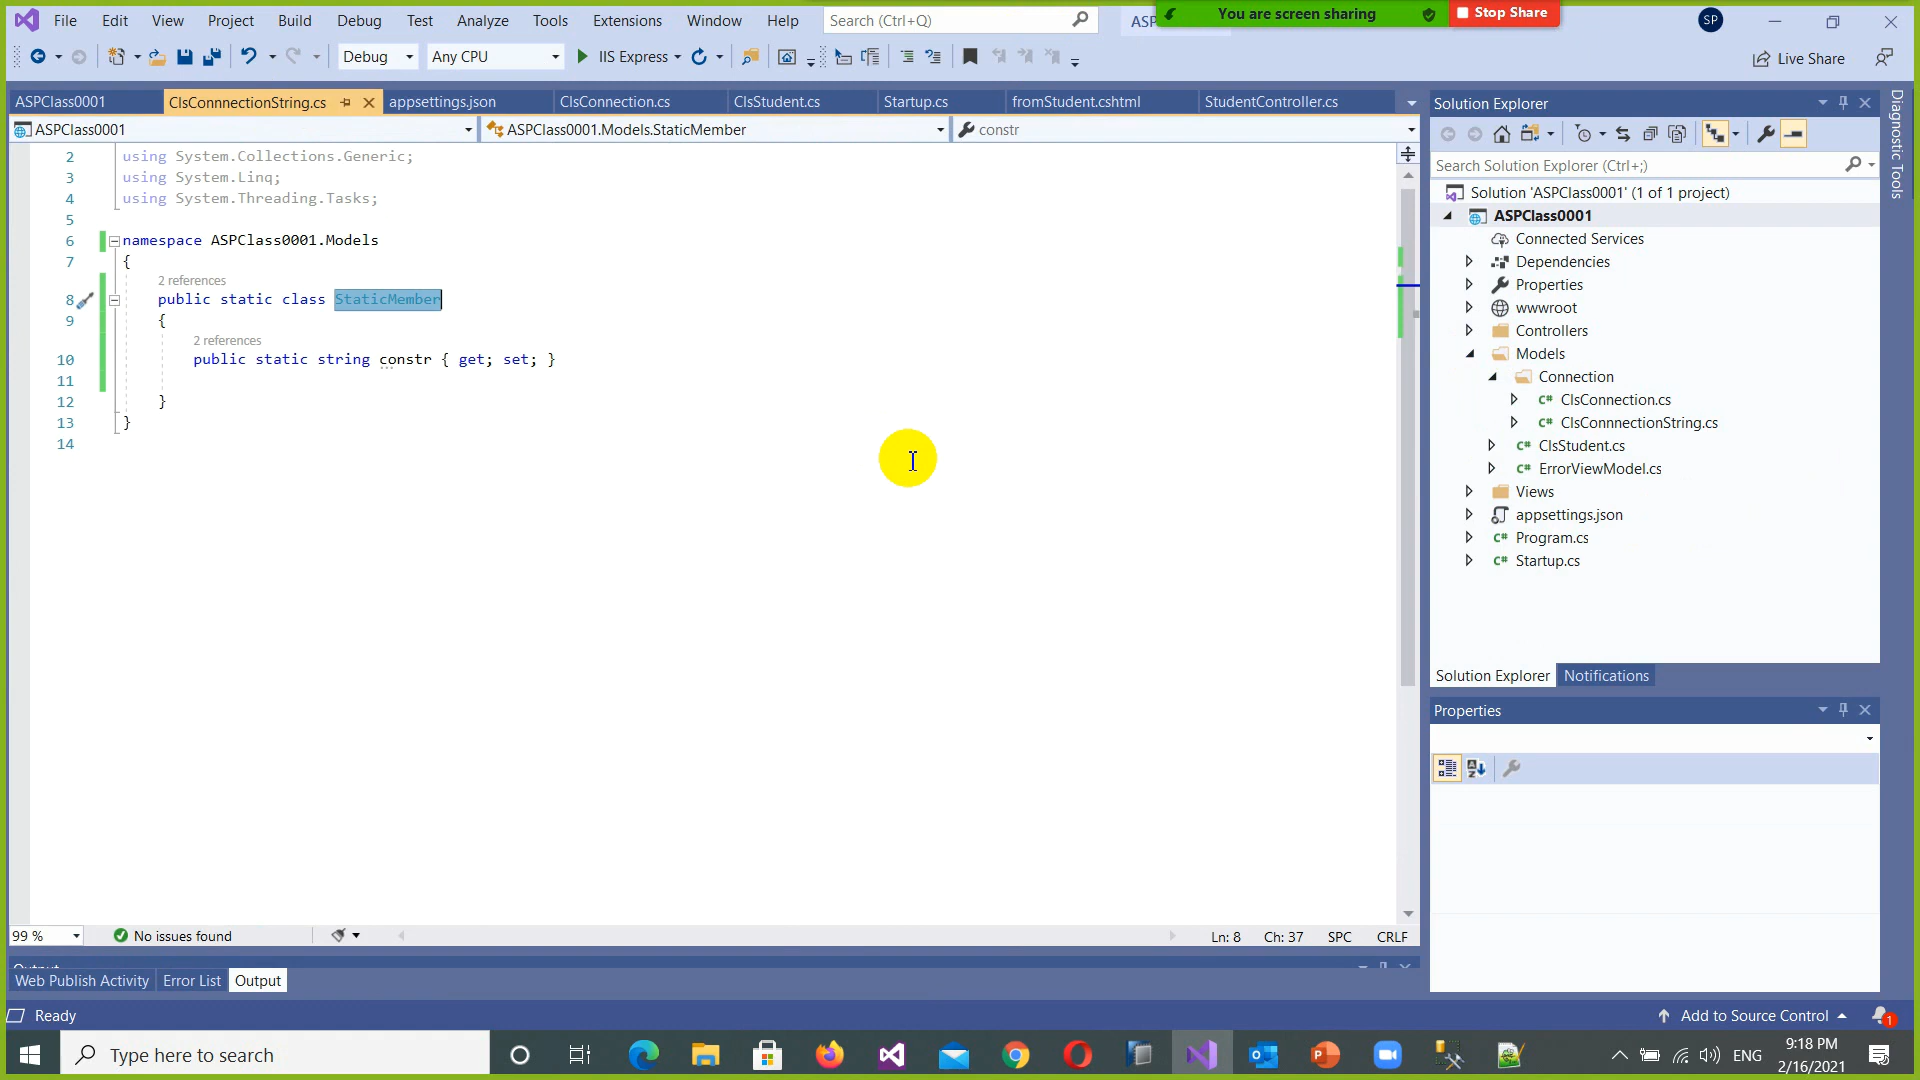 File Edit View Project Build Debug Test Analyze Tools Extensions Window Help Search (Ctrl+Q) ASP
You are screen sharing Stop Share
SP
Debug Any CPU IIS Express Live Share
ASPClass0001 ClsConnnectionString.cs appsettings.json ClsConnection.cs ClsStudent.cs Startup.cs fromStudent.cshtml StudentController.cs
ASPClass0001 ASPClass0001.Models.StaticMember constr
2 using System.Collections.Generic;
3 using System.Linq;
4 using System.Threading.Tasks;
5
6 namespace ASPClass0001.Models
7 {
2 references
8 public static class StaticMember
9 {
2 references
10 public static string constr { get; set; }
11
12 }
13 }
14
99 % No issues found Ln: 8 Ch: 37 SPC CRLF
Web Publish Activity Error List Output
Solution Explorer
Search Solution Explorer (Ctrl+;)
Solution 'ASPClass0001' (1 of 1 project)
ASPClass0001
Connected Services
Dependencies
Properties
wwwroot
Controllers
Models
Connection
C# ClsConnection.cs
C# ClsConnnectionString.cs
C# ClsStudent.cs
C# ErrorViewModel.cs
Views
appsettings.json
C# Program.cs
C# Startup.cs
Solution Explorer Notifications
Properties
Diagnostic Tools
Ready Add to Source Control 1
Type here to search
ENG
9:18 PM
2/16/2021